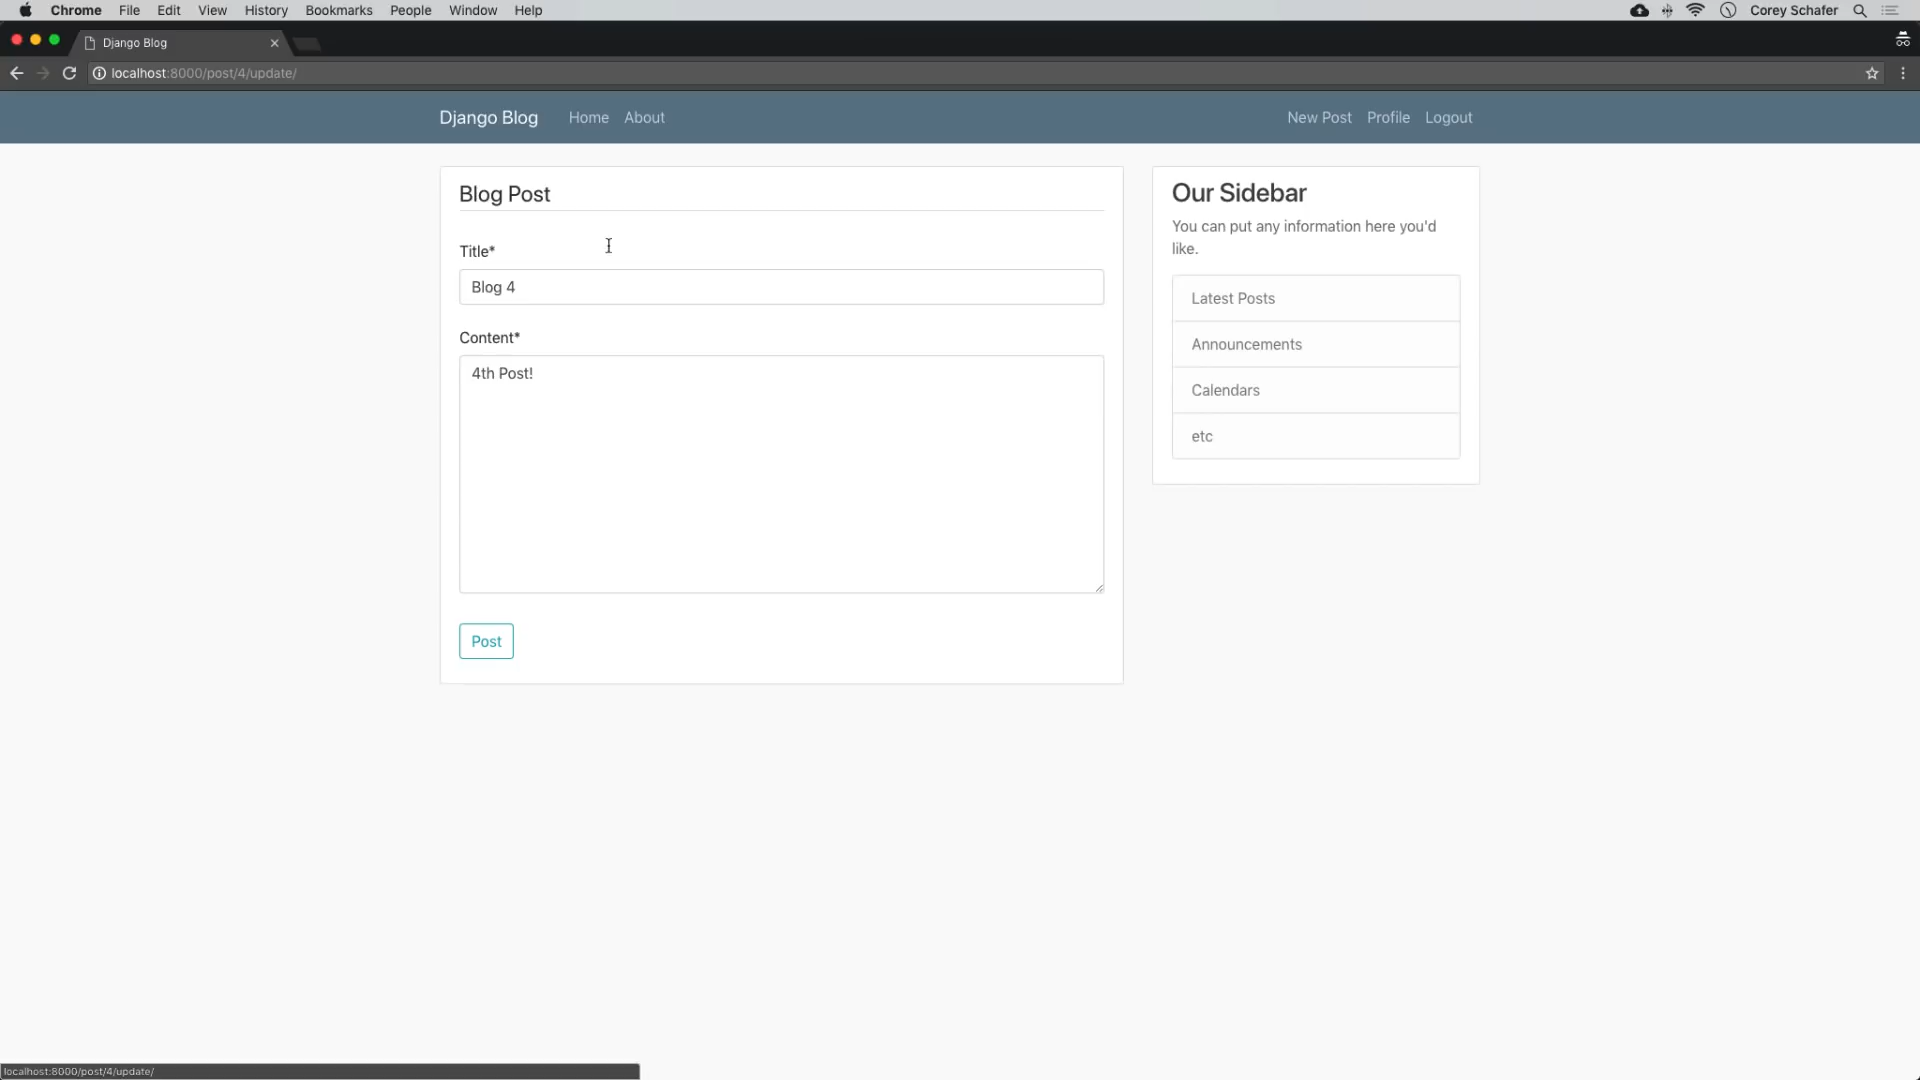 Chrome File Edit View History Bookmarks People Window Help Corey Schafer
Django Blog
localhost:8000/post/4/update/
Django Blog Home About New Post Profile Logout
Blog Post
Title*
Blog 4
Content*
4th Post!
Post
Our Sidebar
You can put any information here you'd
like.
Latest Posts
Announcements
Calendars
etc
localhost:8000/post/4/update/